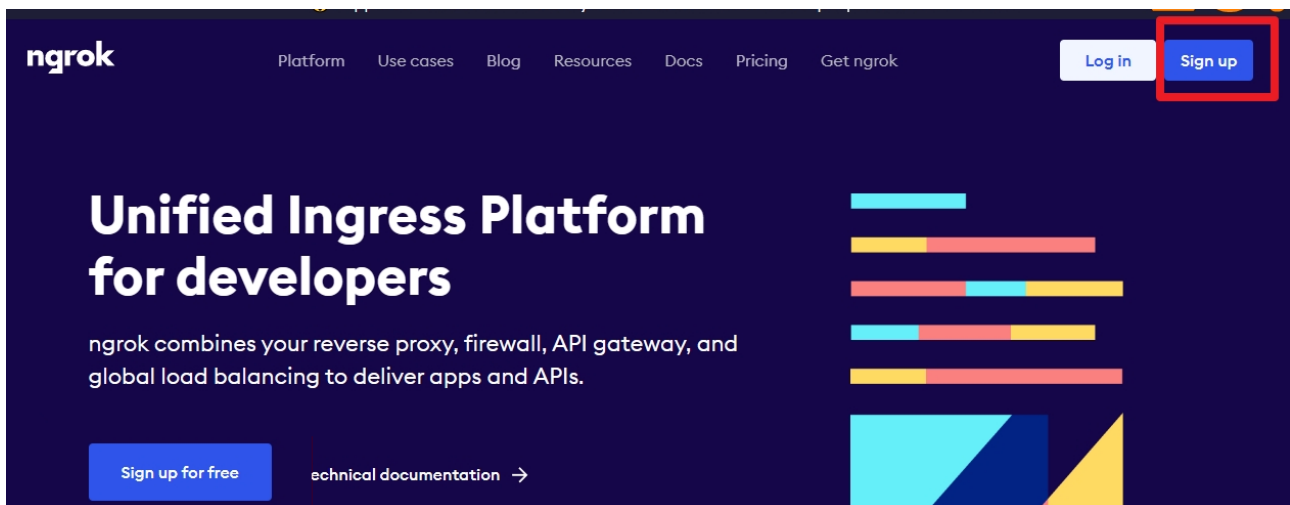 ngrok
Platform Use cases Blog Resources Docs Pricing Get ngrok
Log in Sign up
Unified Ingress Platform
for developers
ngrok combines your reverse proxy, firewall, API gateway, and
global load balancing to deliver apps and APIs.
Sign up for free echnical documentation →